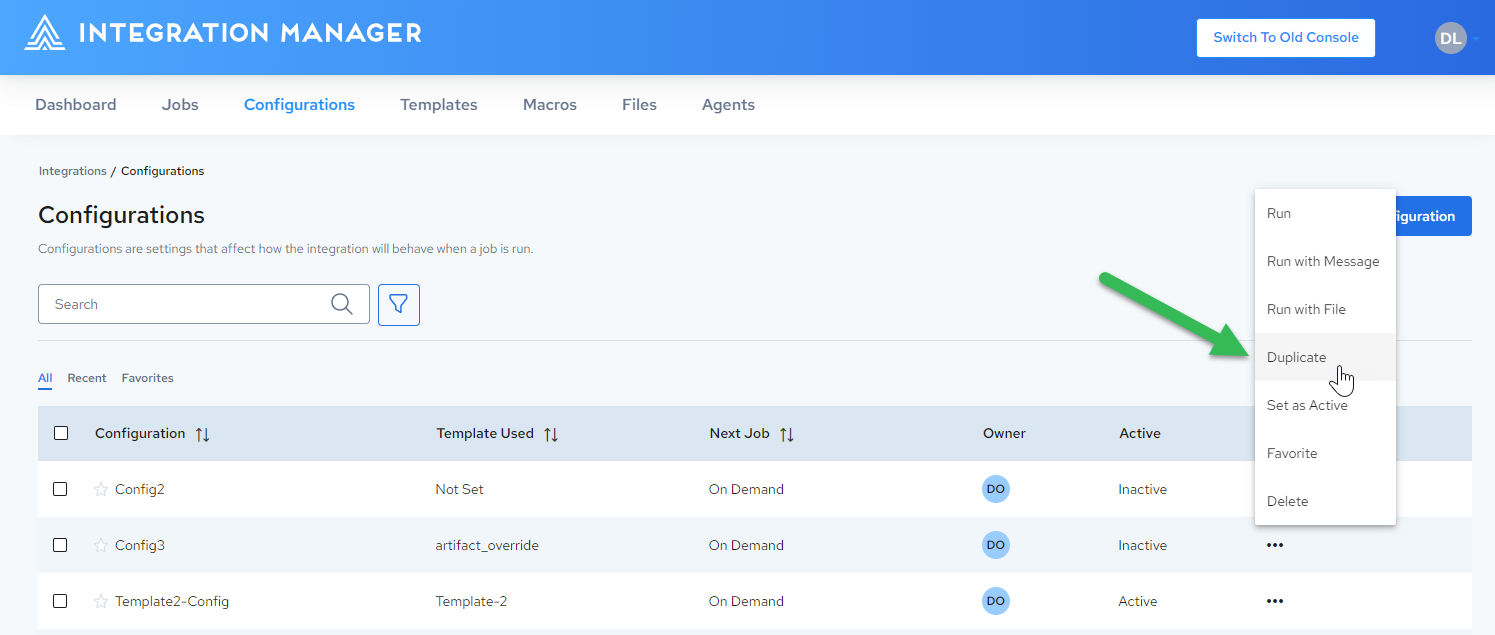 INTEGRATION MANAGER
Switch To Old Console
DL
Dashboard Jobs Configurations Templates Macros Files Agents
Integrations / Configurations
Configurations
iguration
Configurations are settings that affect how the integration will behave when a job is run.
Search
Run
Run with Message
Run with File
Duplicate
Set as Active
Favorite
Delete
All Recent Favorites
Configuration Template Used Next Job Owner Active
Config2 Not Set On Demand DO Inactive
Config3 artifact_override On Demand DO Inactive
Template2-Config Template-2 On Demand DO Active